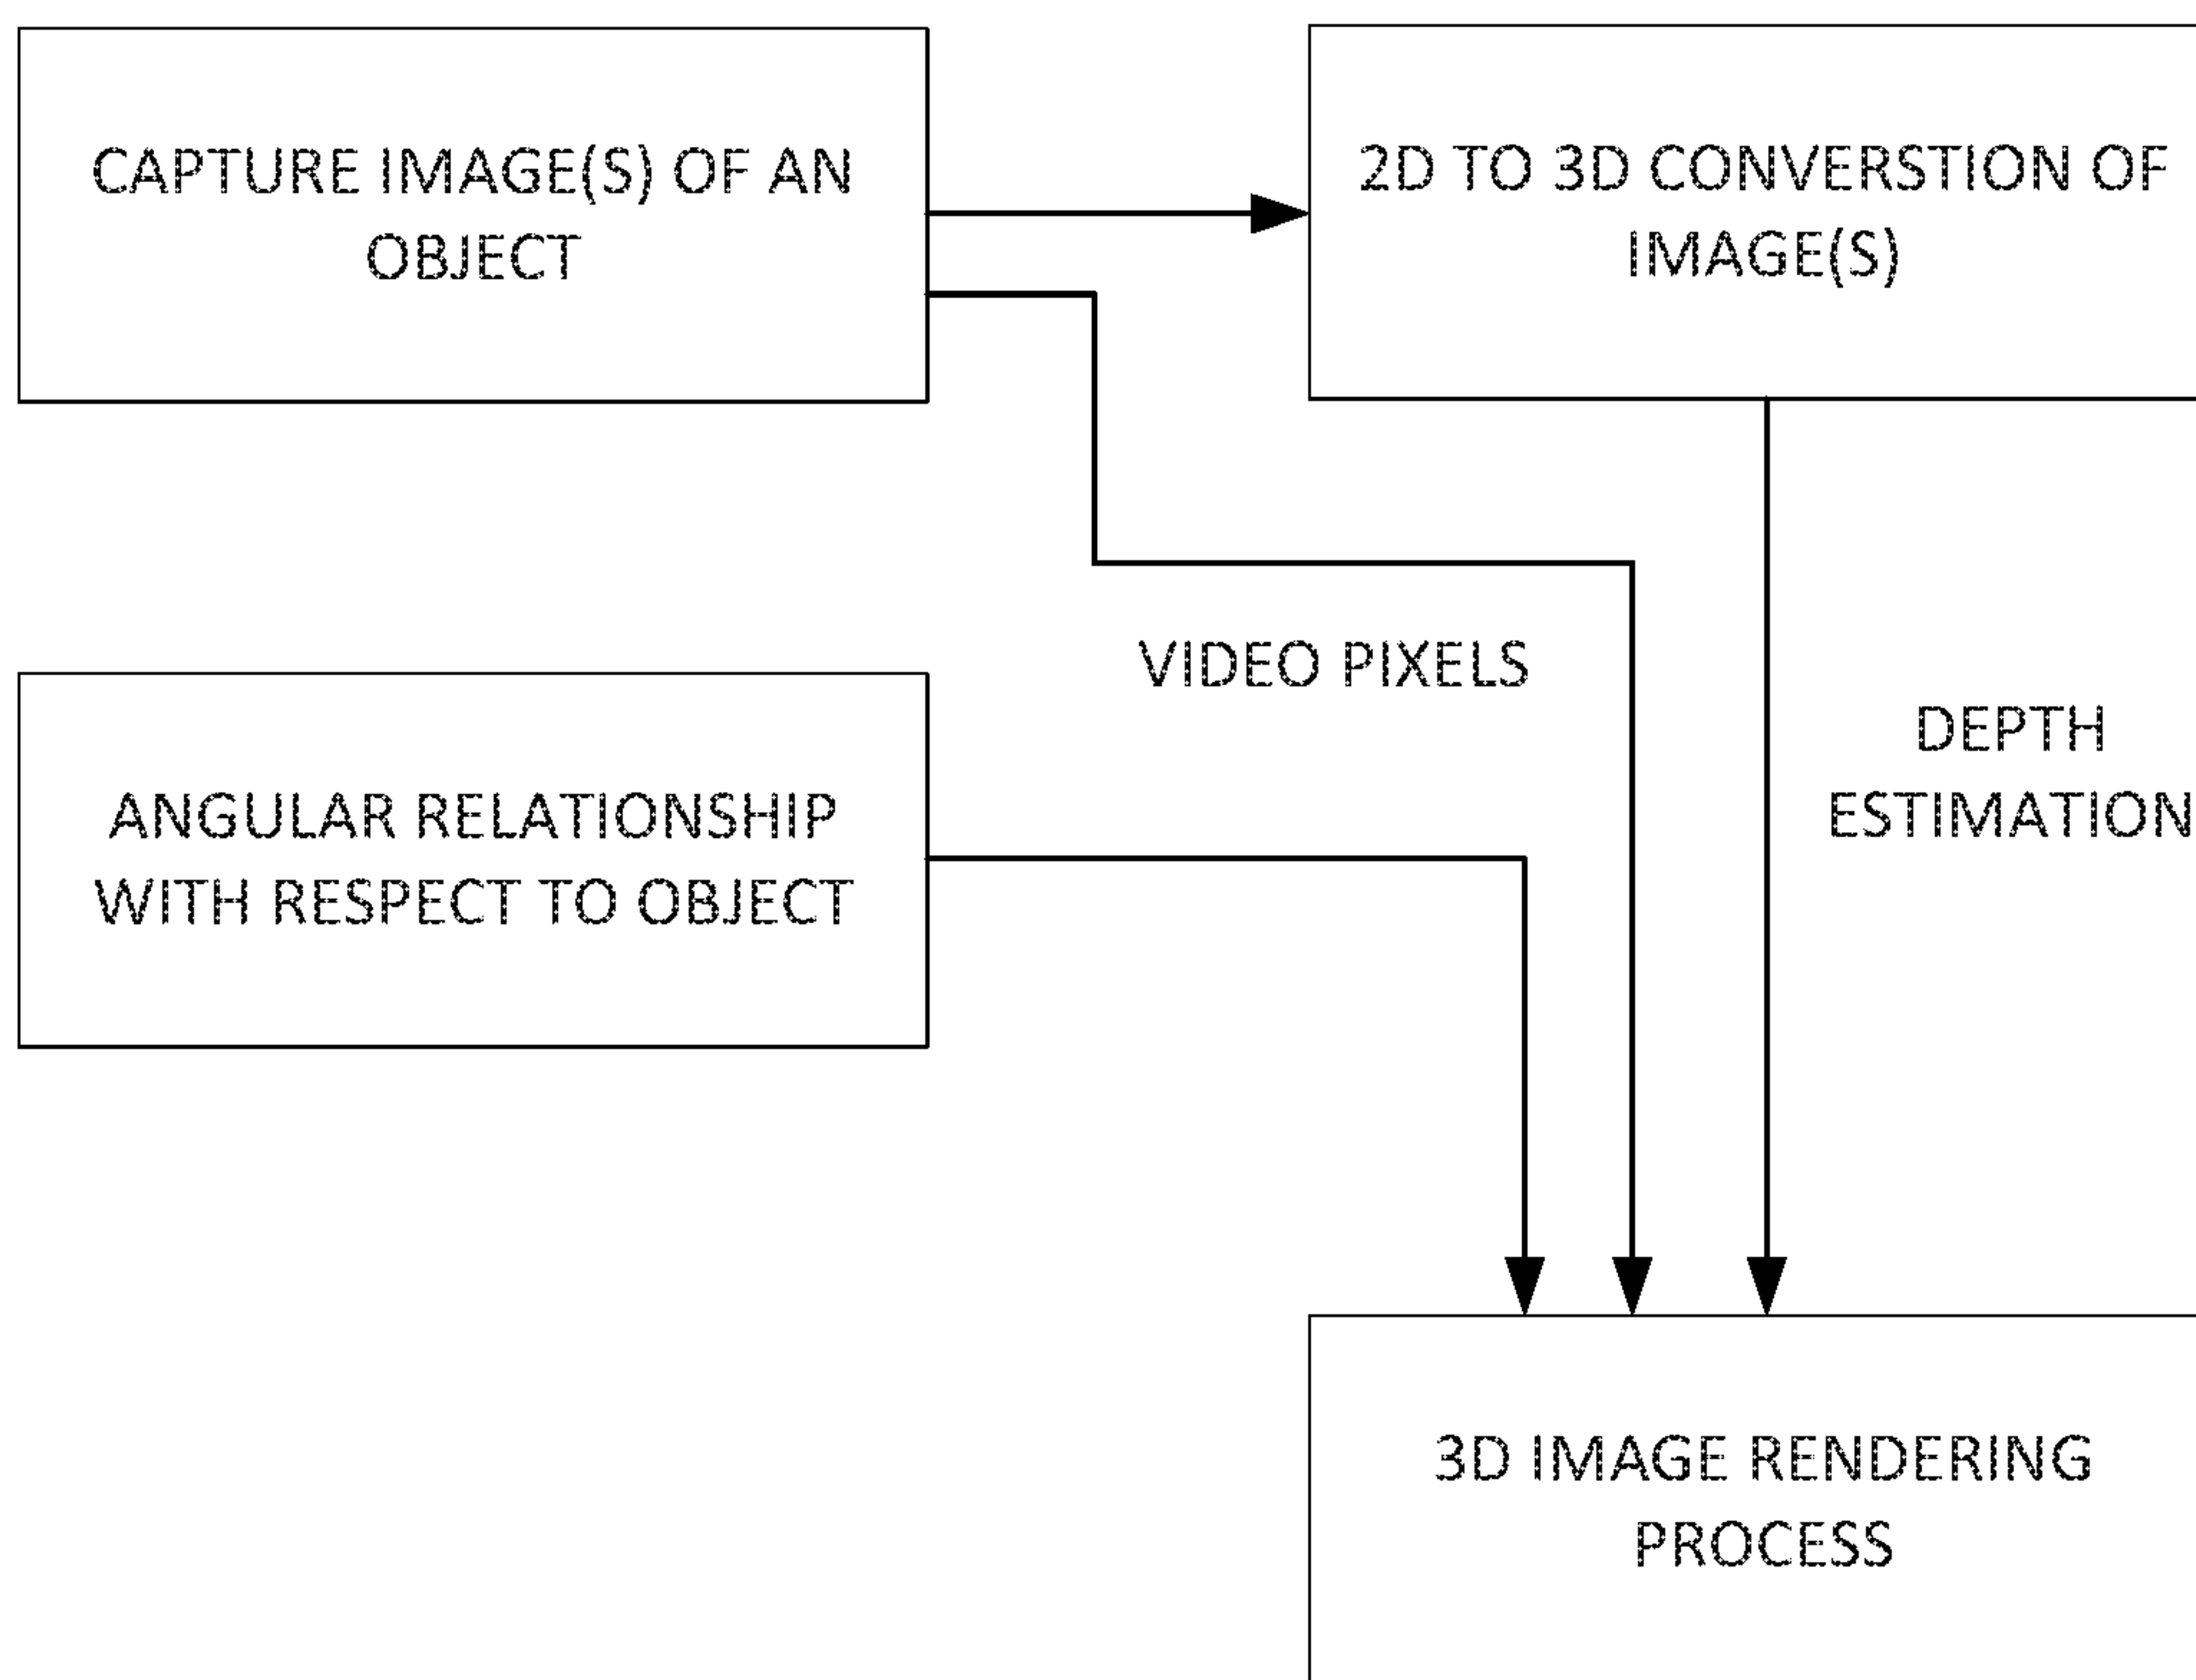 CAPTURE IMAGE(S) OF AN
OBJECT
2D TO 3D CONVERSTION OF
IMAGE(S)
VIDEO PIXELS
DEPTH
ESTIMATION
ANGULAR RELATIONSHIP
WITH RESPECT TO OBJECT
3D IMAGE RENDERING
PROCESS